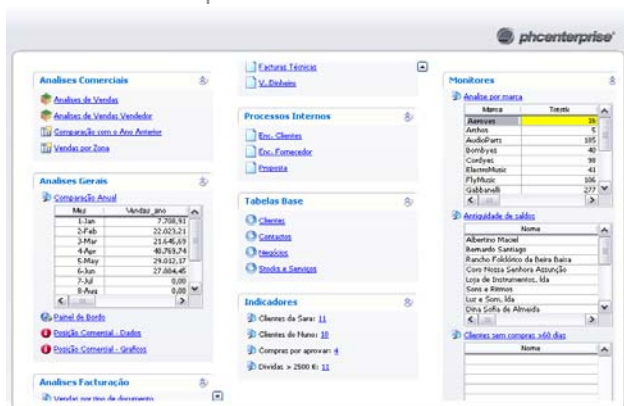 phcenterprise
Analises Comerciais
Analises de Vendas
Analises de Vendas Vendedor
Comparação com o Ano Anterior
Vendas por Zona
Analises Gerais
Comparação Anual
Mes Vendas_ano
1-Jan 7.708,91
2-Feb 22.023,21
3-Mar 21.645,69
4-Apr 40.769,74
5-May 29.012,17
6-Jun 27.884,45
7-Jul 0,00
8-Aug 0,00
Painel de Bordo
Posição Comercial - Dados
Posição Comercial - Graficos
Analises Facturação
Vendas por tipo de documento
Facturas Técnicas
V. Dinheiro
Processos Internos
Enc. Clientes
Enc. Fornecedor
Proposta
Tabelas Base
Clientes
Contactos
Negócios
Stocks e Serviços
Indicadores
Clientes da Sara: 11
Clientes do Nuno: 10
Compras por aprovar: 4
Dividas > 2500 €: 11
Monitores
Analise por marca
Marca
Aaroves 16
Anthos 5
AudioParts 105
Bombyes 40
Cordyes 90
ElectroMusic 41
FlyMusic 106
Gabbanelli 277
Antiguidade de saldos
Nome
Albertino Maciel
Bernardo Santiago
Rancho Folclórico da Beira Baixa
Coro Nossa Senhora Assunção
Loja de Instrumentos, lda
Sons e Ritmos
Luz e Som, lda
Dina Sofia de Almeida
Clientes sem compras >60 dias
Nome